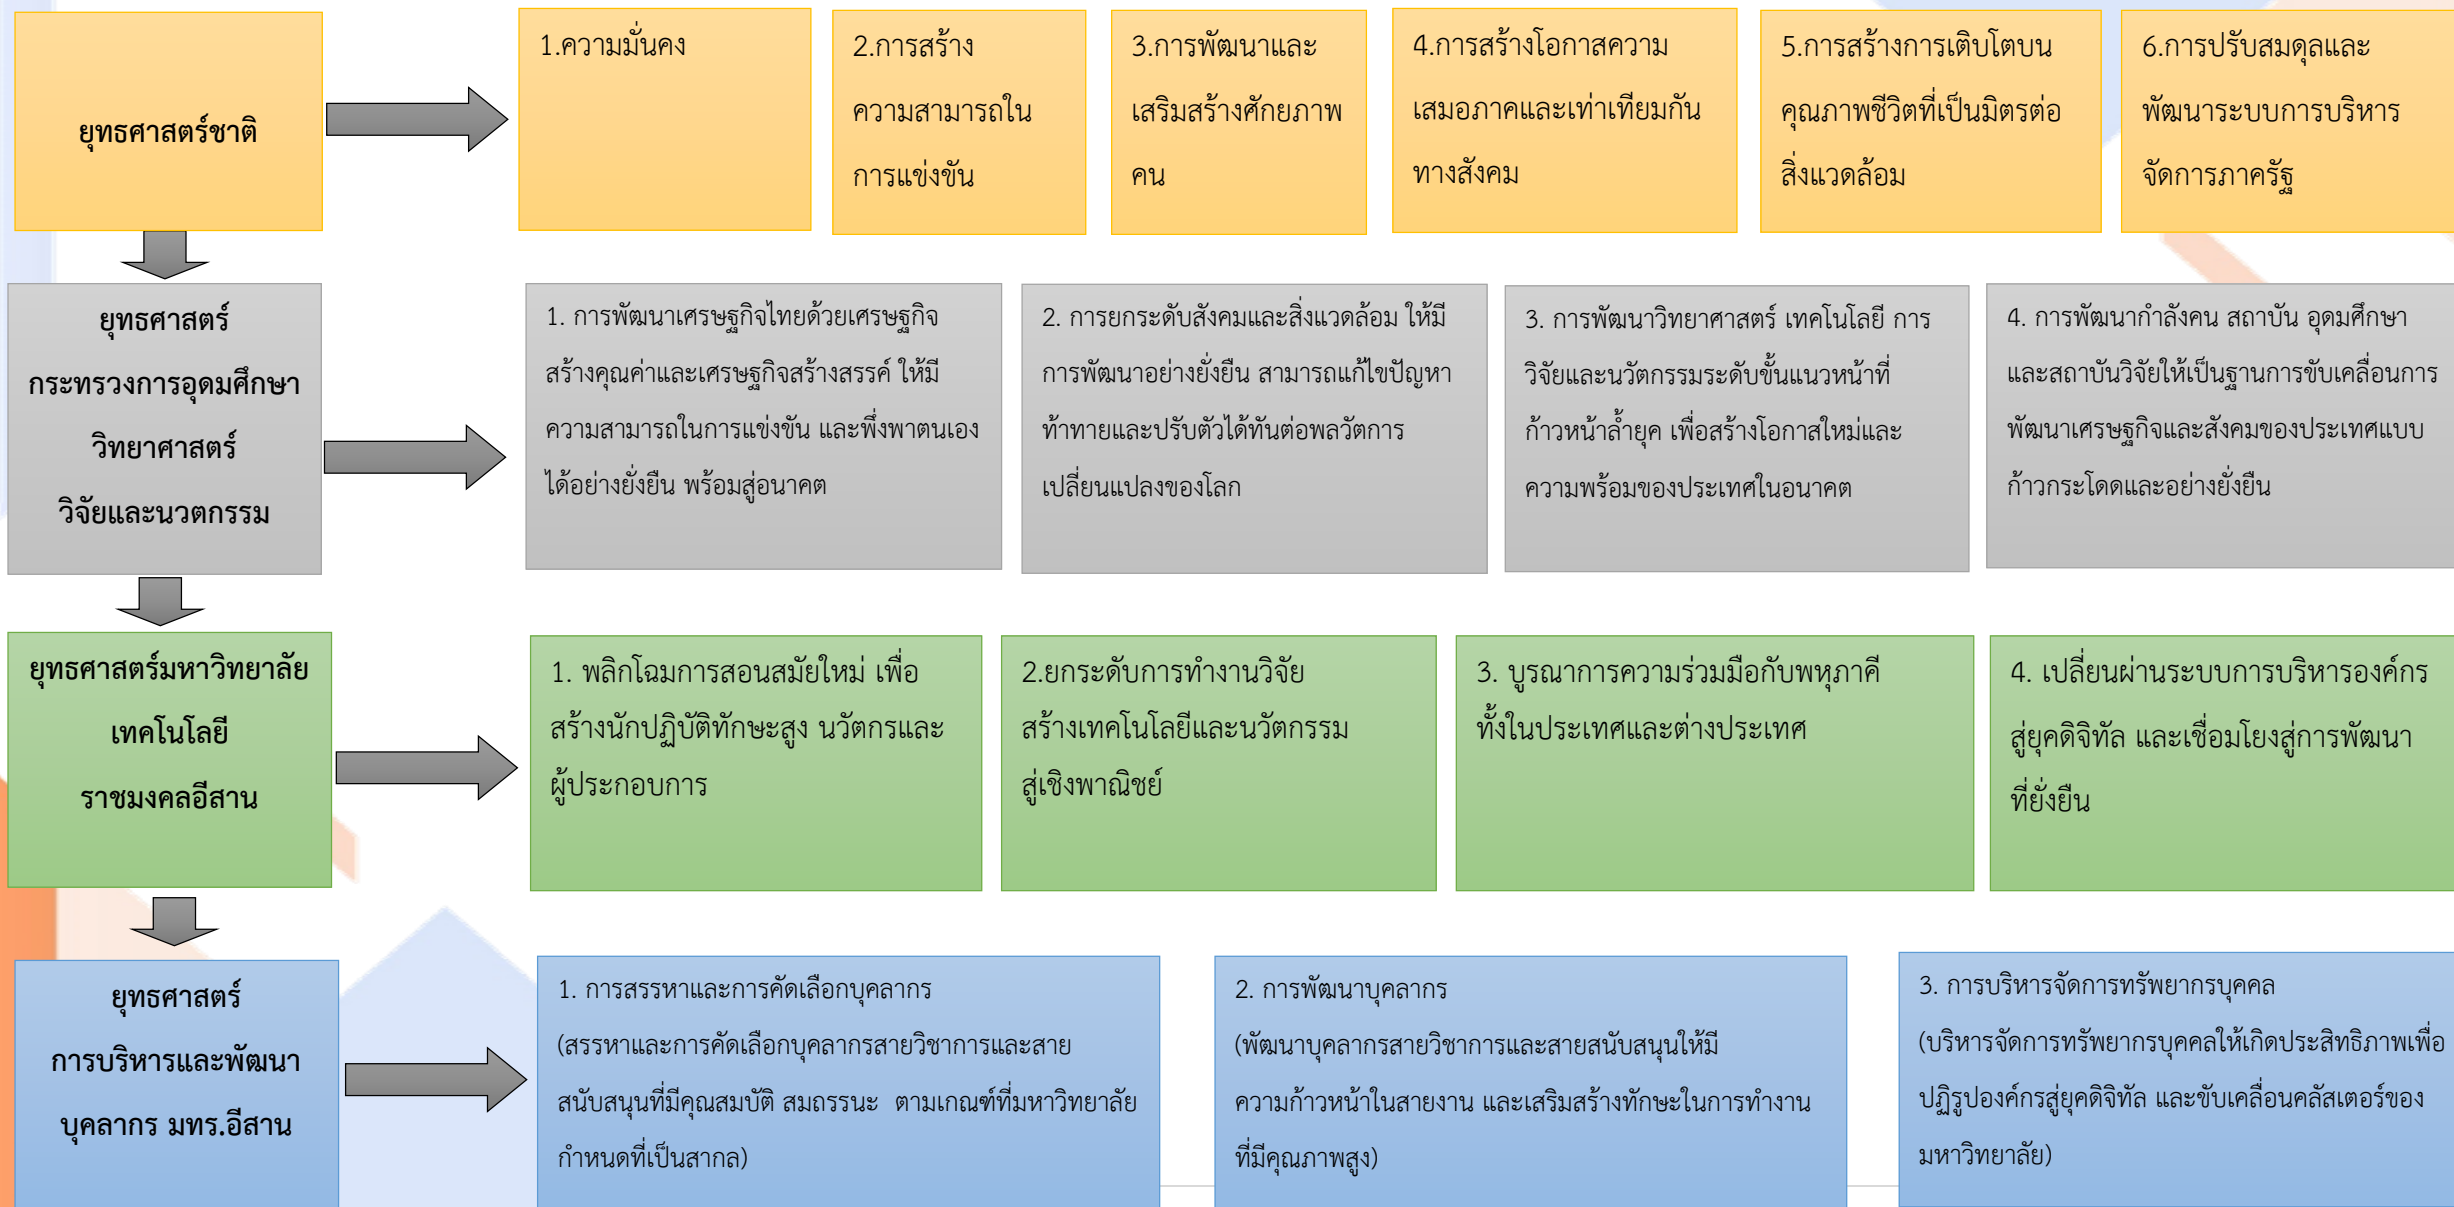 ยุทธศาสตร์ชาติ
1.ความมั่นคง
2.การสร้าง
ความสามารถใน
การแข่งขัน
3.การพัฒนาและ
เสริมสร้างศักยภาพ
คน
4.การสร้างโอกาสความ
เสมอภาคและเท่าเทียมกัน
ทางสังคม
5.การสร้างการเติบโตบน
คุณภาพชีวิตที่เป็นมิตรต่อ
สิ่งแวดล้อม
6.การปรับสมดุลและ
พัฒนาระบบการบริหาร
จัดการภาครัฐ
ยุทธศาสตร์
กระทรวงการอุดมศึกษา
วิทยาศาสตร์
วิจัยและนวตกรรม
1. การพัฒนาเศรษฐกิจไทยด้วยเศรษฐกิจ
สร้างคุณค่าและเศรษฐกิจสร้างสรรค์ ให้มี
ความสามารถในการแข่งขัน และพึ่งพาตนเอง
ได้อย่างยั่งยืน พร้อมสู่อนาคต
2. การยกระดับสังคมและสิ่งแวดล้อม ให้มี
การพัฒนาอย่างยั่งยืน สามารถแก้ไขปัญหา
ท้าทายและปรับตัวได้ทันต่อพลวัตการ
เปลี่ยนแปลงของโลก
3. การพัฒนาวิทยาศาสตร์ เทคโนโลยี การ
วิจัยและนวัตกรรมระดับขั้นแนวหน้าที่
ก้าวหน้าล้ำยุค เพื่อสร้างโอกาสใหม่และ
ความพร้อมของประเทศในอนาคต
4. การพัฒนากำลังคน สถาบัน อุดมศึกษา
และสถาบันวิจัยให้เป็นฐานการขับเคลื่อนการ
พัฒนาเศรษฐกิจและสังคมของประเทศแบบ
ก้าวกระโดดและอย่างยั่งยืน
ยุทธศาสตร์มหาวิทยาลัย
เทคโนโลยี
ราชมงคลอีสาน
1. พลิกโฉมการสอนสมัยใหม่ เพื่อ
สร้างนักปฏิบัติทักษะสูง นวัตกรและ
ผู้ประกอบการ
2.ยกระดับการทำงานวิจัย
สร้างเทคโนโลยีและนวัตกรรม
สู่เชิงพาณิชย์
3. บูรณาการความร่วมมือกับพหุภาคี
ทั้งในประเทศและต่างประเทศ
4. เปลี่ยนผ่านระบบการบริหารองค์กร
สู่ยุคดิจิทัล และเชื่อมโยงสู่การพัฒนา
ที่ยั่งยืน
ยุทธศาสตร์
การบริหารและพัฒนา
บุคลากร มทร.อีสาน
1. การสรรหาและการคัดเลือกบุคลากร
(สรรหาและการคัดเลือกบุคลากรสายวิชาการและสาย
สนับสนุนที่มีคุณสมบัติ สมถรรนะ ตามเกณฑ์ที่มหาวิทยาลัย
กำหนดที่เป็นสากล)
2. การพัฒนาบุคลากร
(พัฒนาบุคลากรสายวิชาการและสายสนับสนุนให้มี
ความก้าวหน้าในสายงาน และเสริมสร้างทักษะในการทำงาน
ที่มีคุณภาพสูง)
3. การบริหารจัดการทรัพยากรบุคคล
(บริหารจัดการทรัพยากรบุคคลให้เกิดประสิทธิภาพเพื่อ
ปฏิรูปองค์กรสู่ยุคดิจิทัล และขับเคลื่อนคลัสเตอร์ของ
มหาวิทยาลัย)